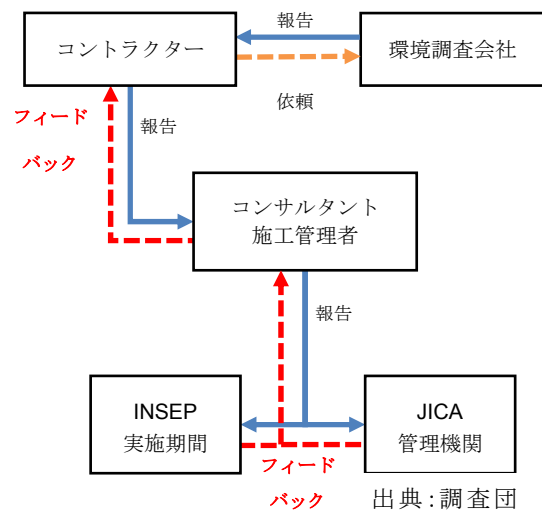 報告
コントラクター
環境調査会社
依頼
フィード
バック
報告
コンサルタント
施工管理者
報告
INSEP
実施期間
JICA
管理機関
フィード
バック
出典:調査団